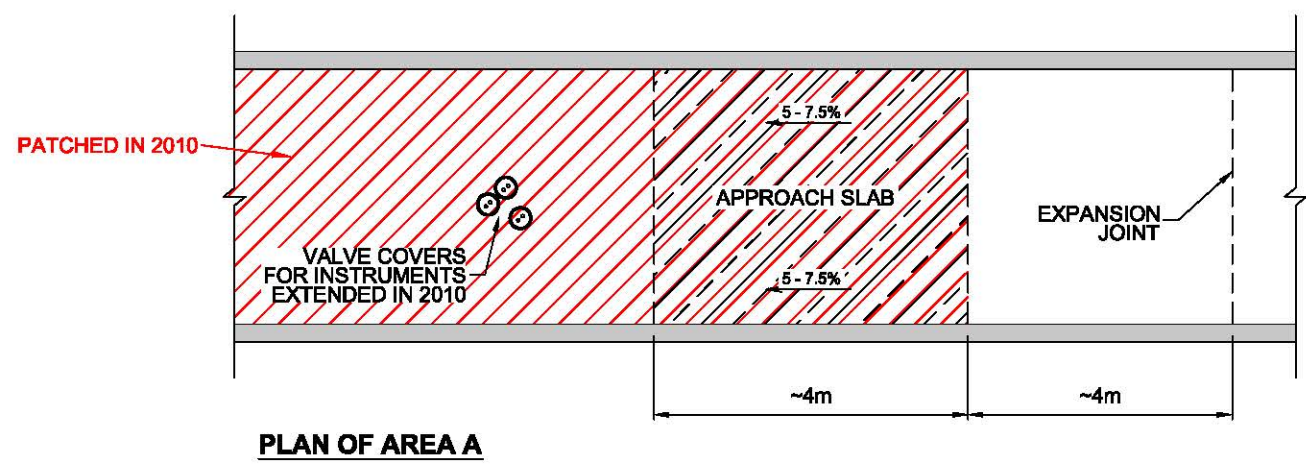 PATCHED IN 2010
5 - 7.5%
APPROACH SLAB
EXPANSION
JOINT
VALVE COVERS
FOR INSTRUMENTS
EXTENDED IN 2010
5 - 7.5%
~4m
~4m
PLAN OF AREA A